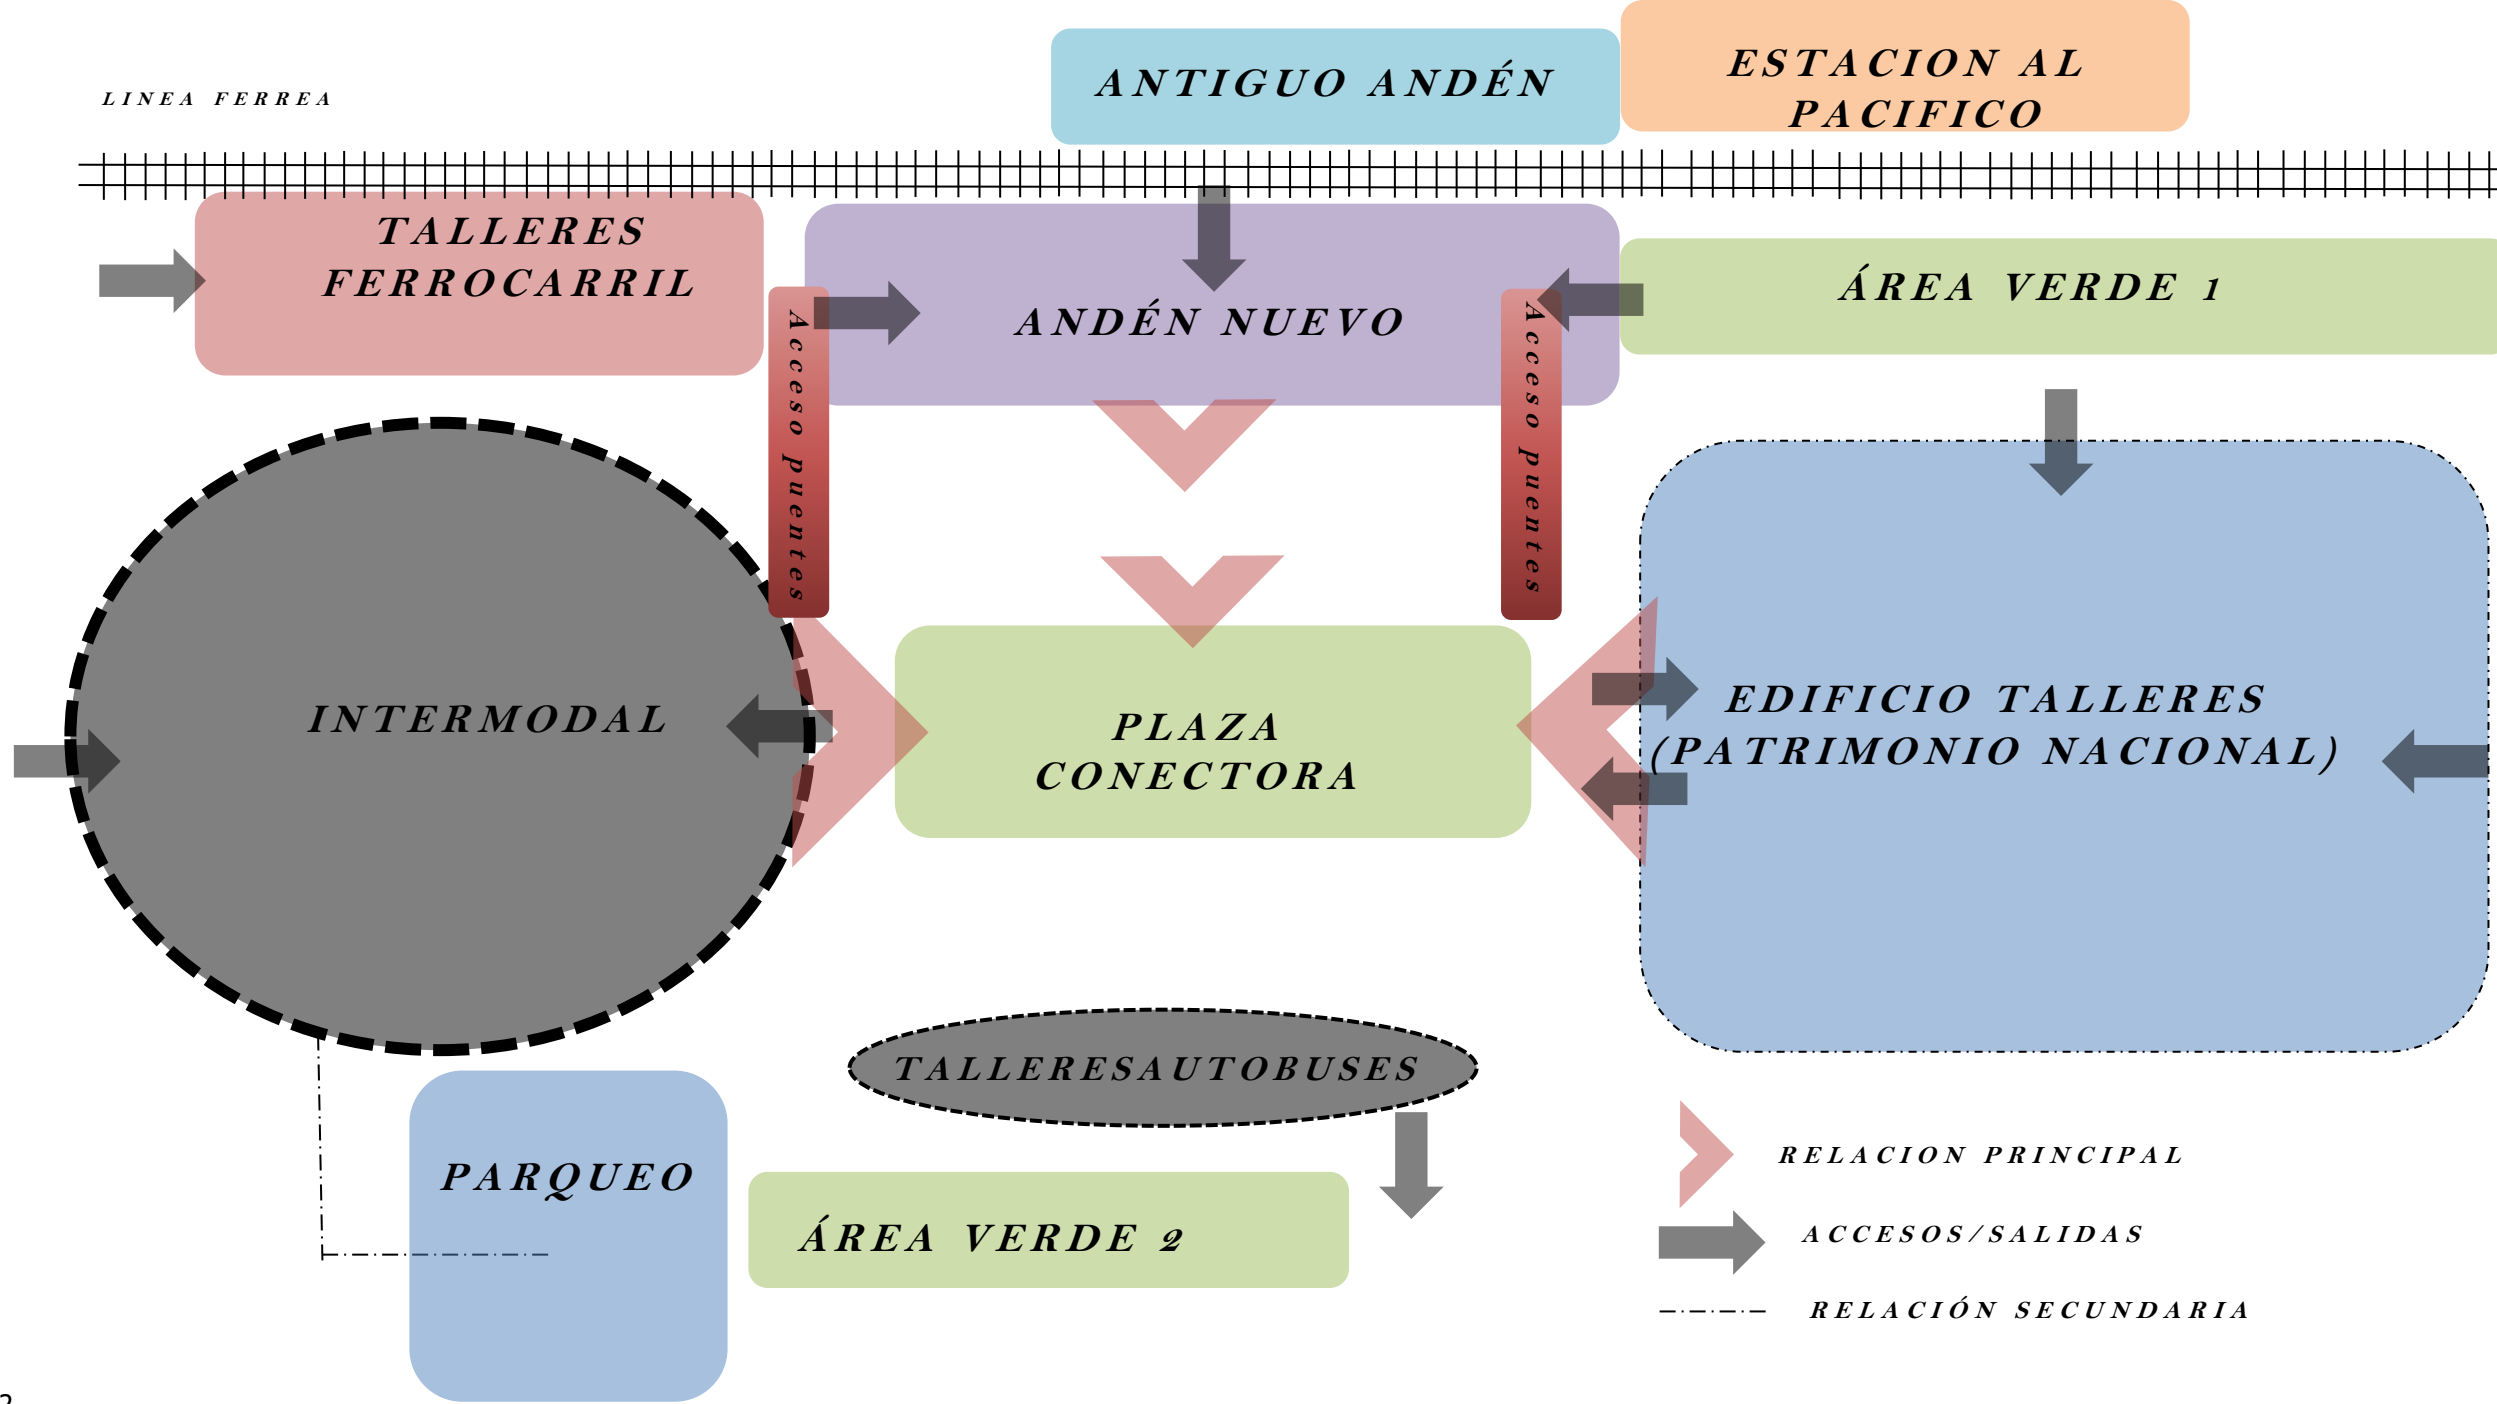 LINEA FERREA
ANTIGUO ANDÉN
ESTACION AL
PACIFICO
TALLERES
FERROCARRIL
ANDÉN NUEVO
ÁREA VERDE 1
Acceso puentes
Acceso puentes
INTERMODAL
PLAZA
CONECTORA
EDIFICIO TALLERES
(PATRIMONIO NACIONAL)
TALLERESAUTOBUSES
PARQUEO
ÁREA VERDE 2
RELACION PRINCIPAL
ACCESOS/SALIDAS
RELACIÓN SECUNDARIA